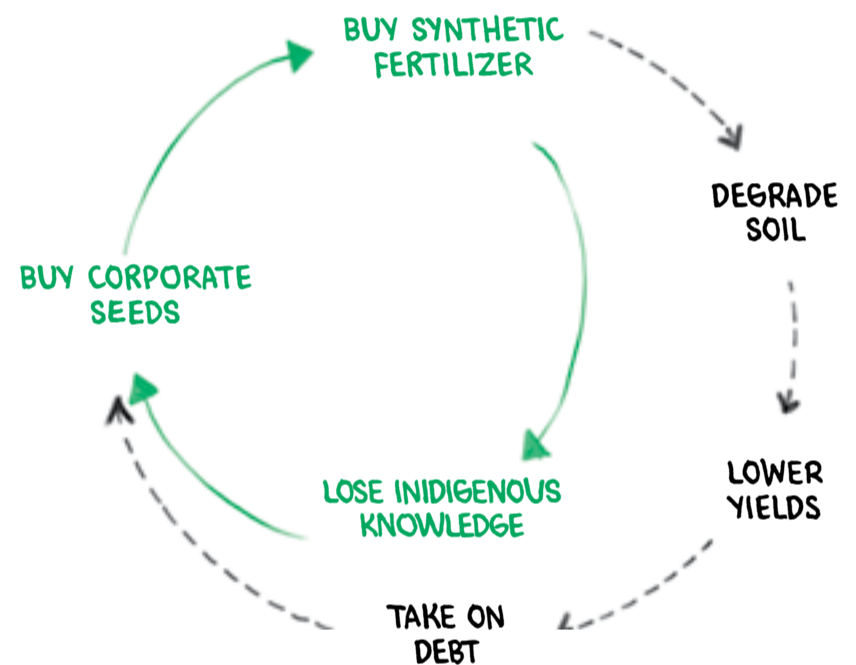 BUY SYNTHETIC
FERTILIZER
DEGRADE
SOIL
LOWER
YIELDS
TAKE ON
DEBT
LOSE INIDIGENOUS
KNOWLEDGE
BUY CORPORATE
SEEDS